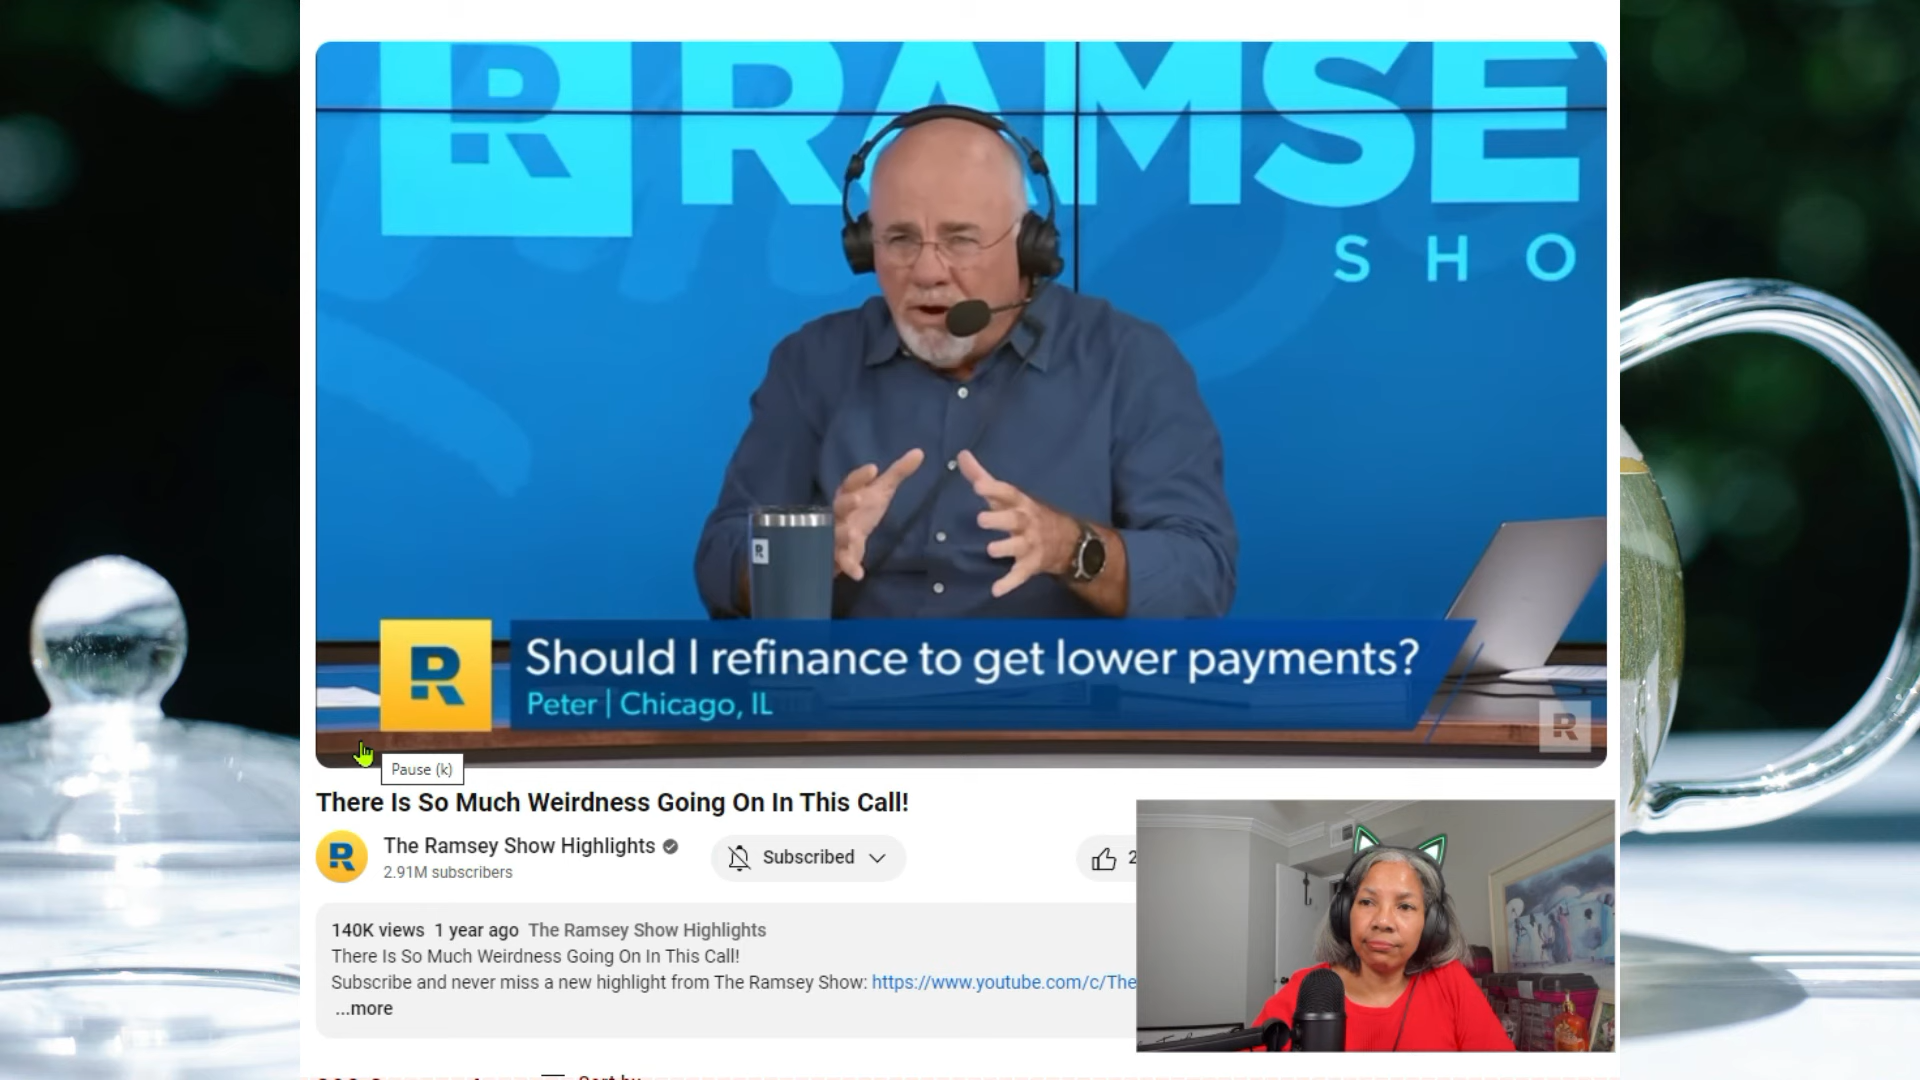 RAMSE
SHO
Should I refinance to get lower payments?
Peter | Chicago, IL
Pause (k)
There Is So Much Weirdness Going On In This Call!
The Ramsey Show Highlights
2.91M subscribers
Subscribed
2
140K views 1 year ago The Ramsey Show Highlights
There Is So Much Weirdness Going On In This Call!
Subscribe and never miss a new highlight from The Ramsey Show: https://www.youtube.com/c/The
...more
Sort by